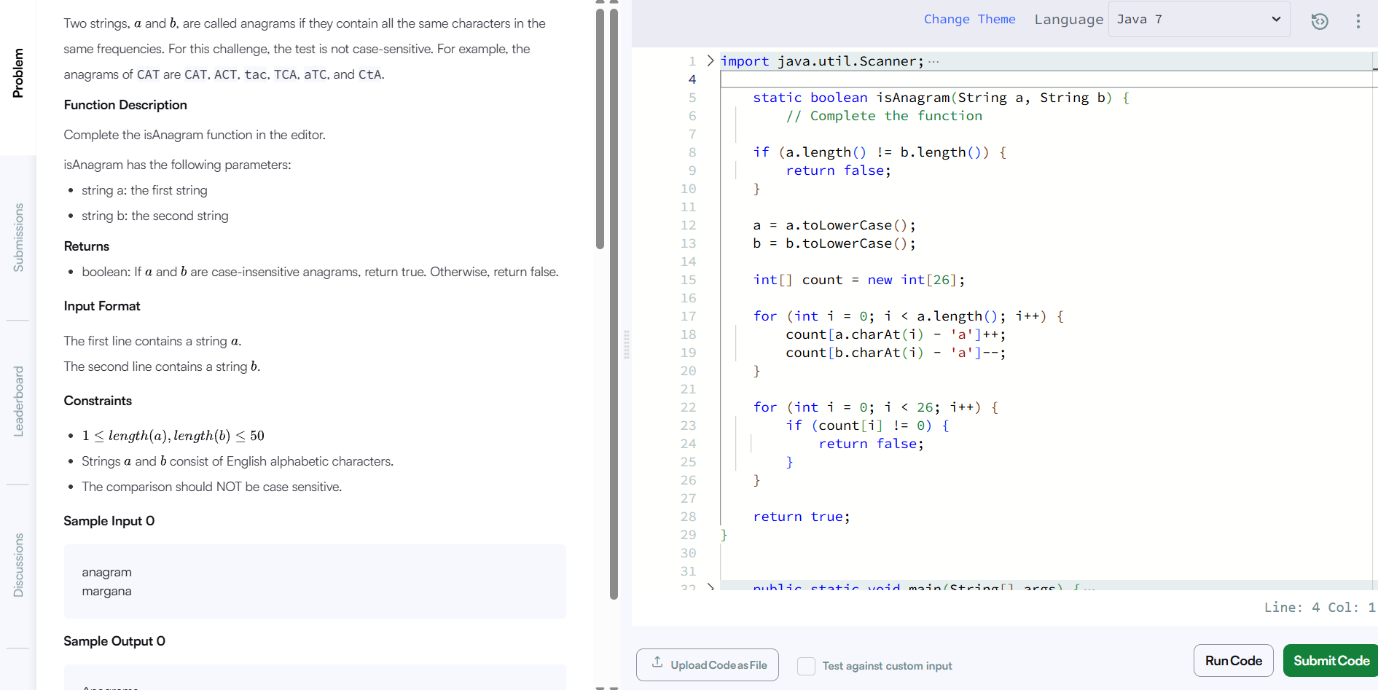 Problem
Submissions
Leaderboard
Discussions
Two strings, a and b, are called anagrams if they contain all the same characters in the
same frequencies. For this challenge, the test is not case-sensitive. For example, the
anagrams of CAT are CAT, ACT, tac, TCA, aTC, and CtA.
Function Description
Complete the isAnagram function in the editor.
isAnagram has the following parameters:
• string a: the first string
• string b: the second string
Returns
• boolean: If a and b are case-insensitive anagrams, return true. Otherwise, return false.
Input Format
The first line contains a string a.
The second line contains a string b.
Constraints
• 1 ≤ length(a), length(b) ≤ 50
• Strings a and b consist of English alphabetic characters.
• The comparison should NOT be case sensitive.
Sample Input 0
anagram
margana
Sample Output 0
Anagrams
Change Theme Language Java 7
1 import java.util.Scanner; ...
4
5 static boolean isAnagram(String a, String b) {
6 // Complete the function
7
8 if (a.length() != b.length()) {
9 return false;
10 }
11
12 a = a.toLowerCase();
13 b = b.toLowerCase();
14
15 int[] count = new int[26];
16
17 for (int i = 0; i < a.length(); i++) {
18 count[a.charAt(i) - 'a']++;
19 count[b.charAt(i) - 'a']--;
20 }
21
22 for (int i = 0; i < 26; i++) {
23 if (count[i] != 0) {
24 return false;
25 }
26 }
27
28 return true;
29 }
30
31
32 public static void main(String[] args) { ...
Line: 4 Col: 1
Upload Code as File
Test against custom input
Run Code
Submit Code